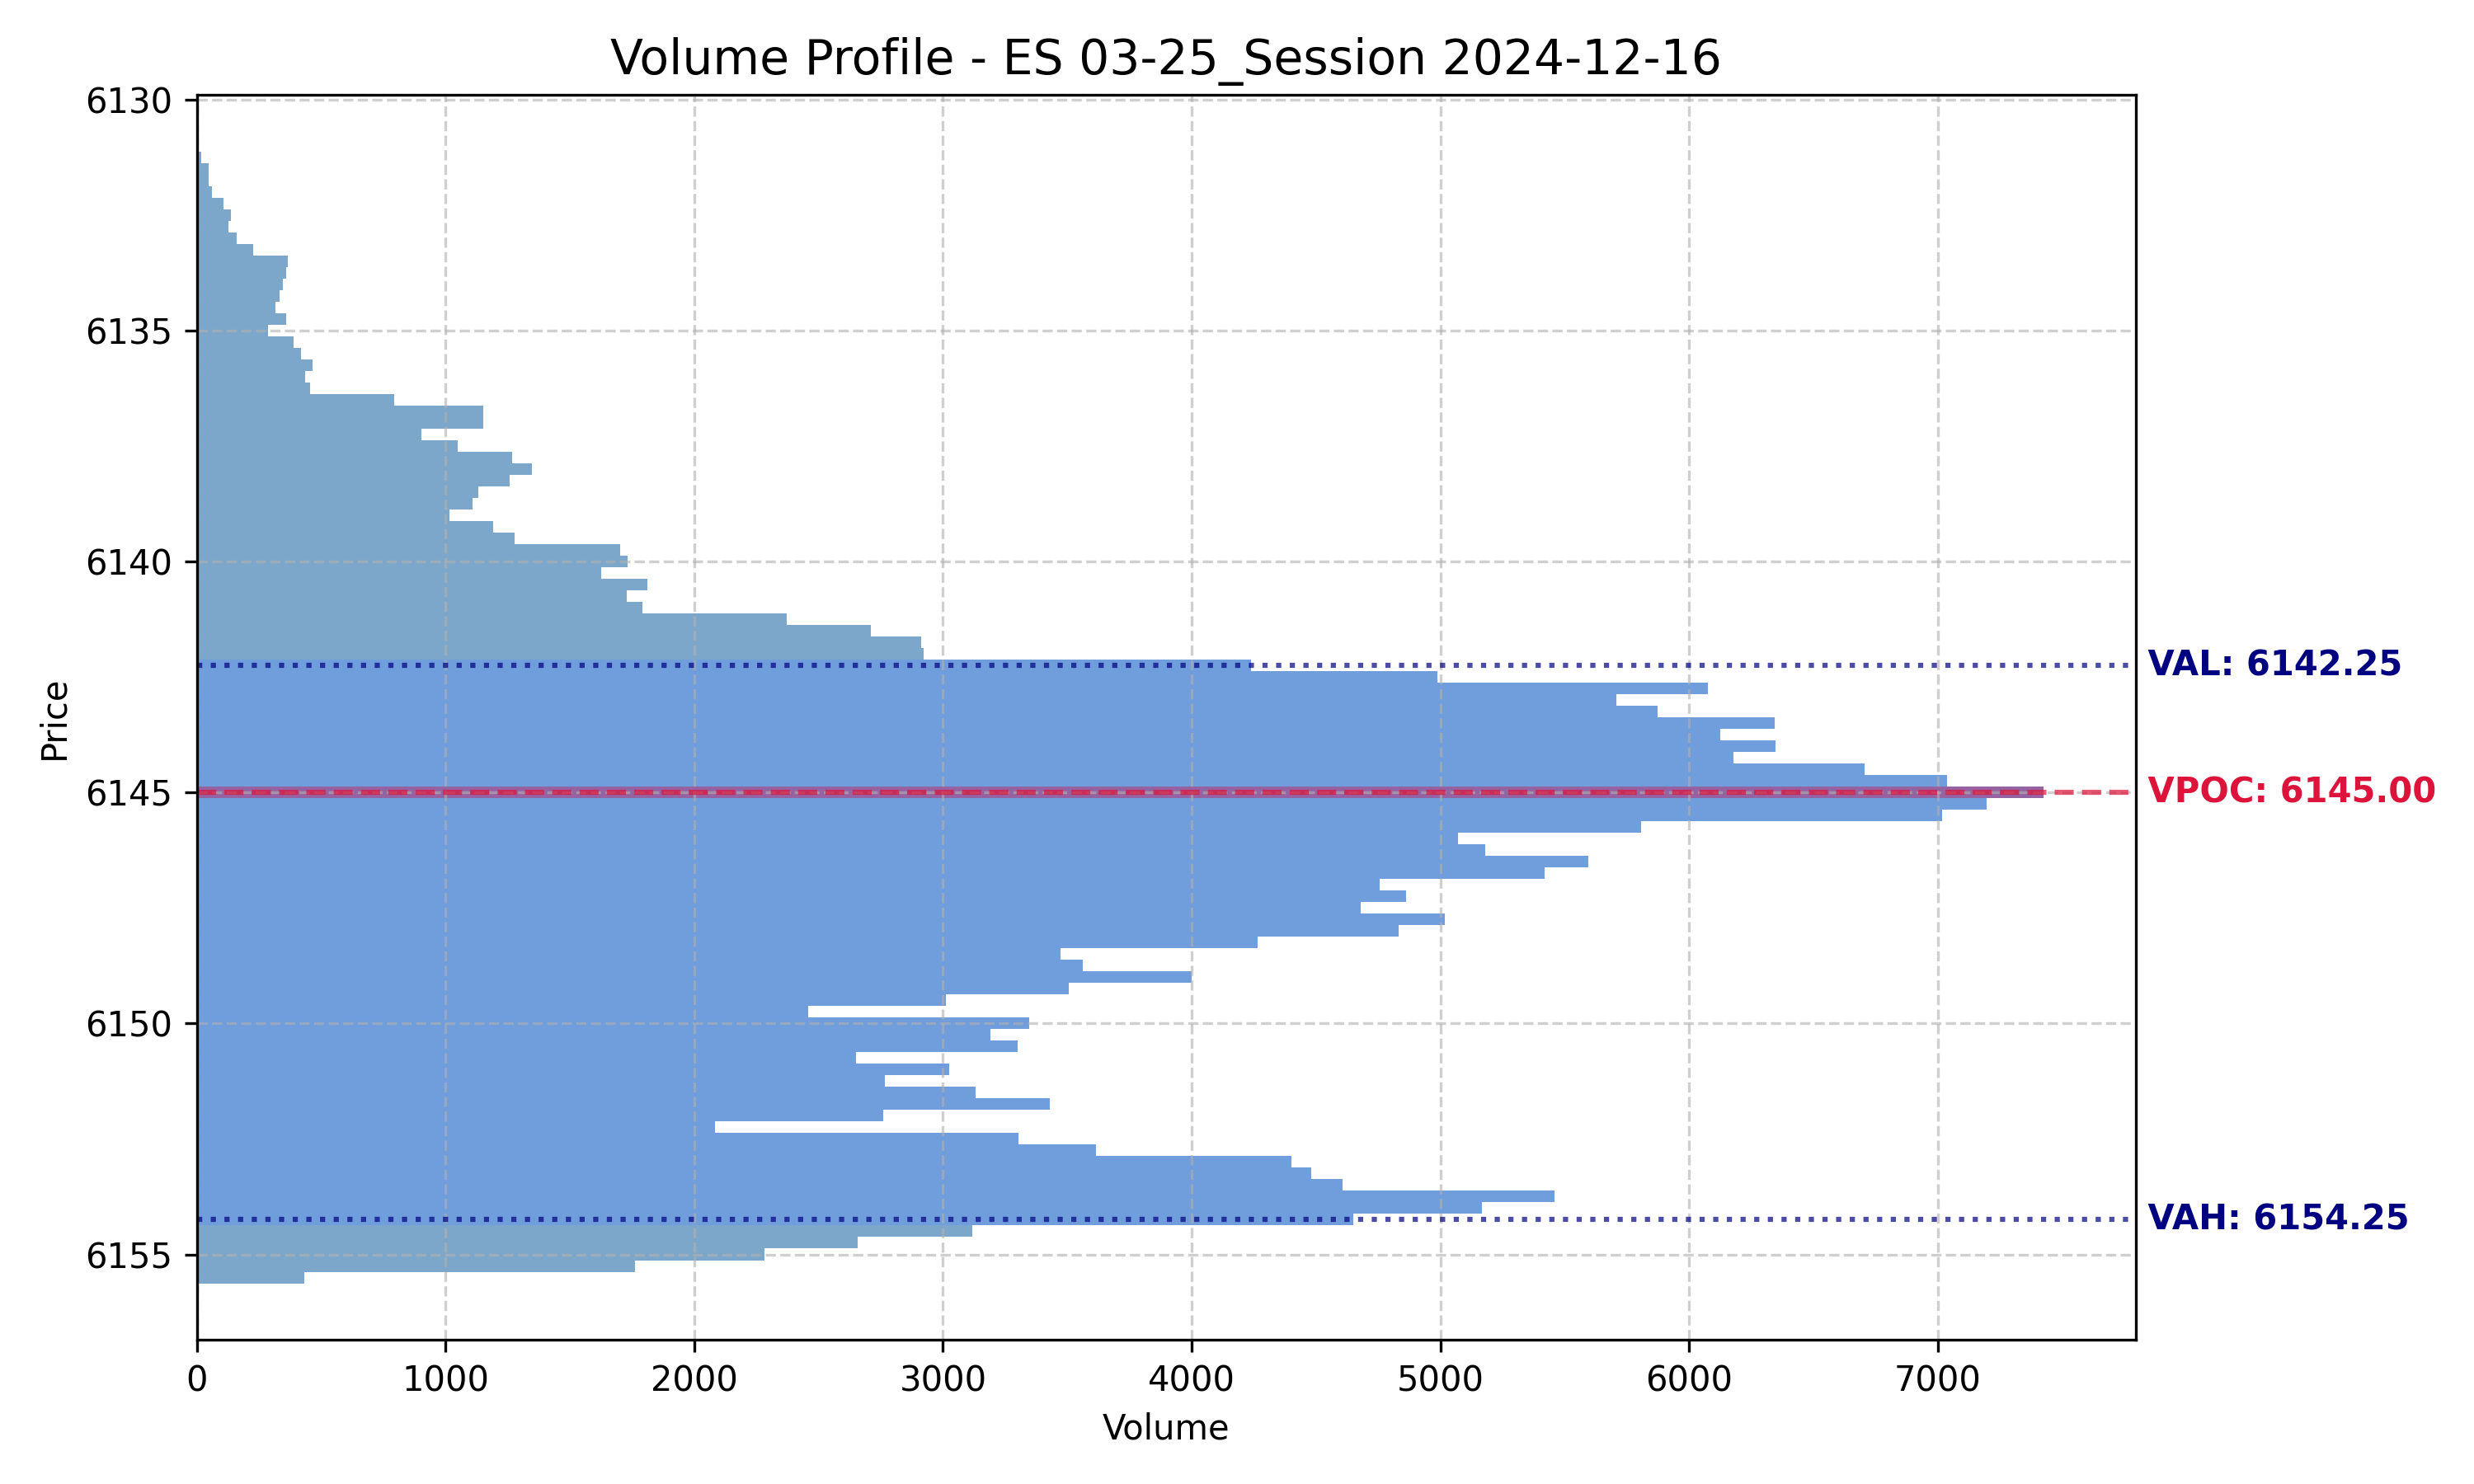 Volume Profile - ES 03-25_Session 2024-12-16
6130
6135
6140
6145
6150
6155
Price
VAL: 6142.25
VPOC: 6145.00
VAH: 6154.25
0 1000 2000 3000 4000 5000 6000 7000
Volume